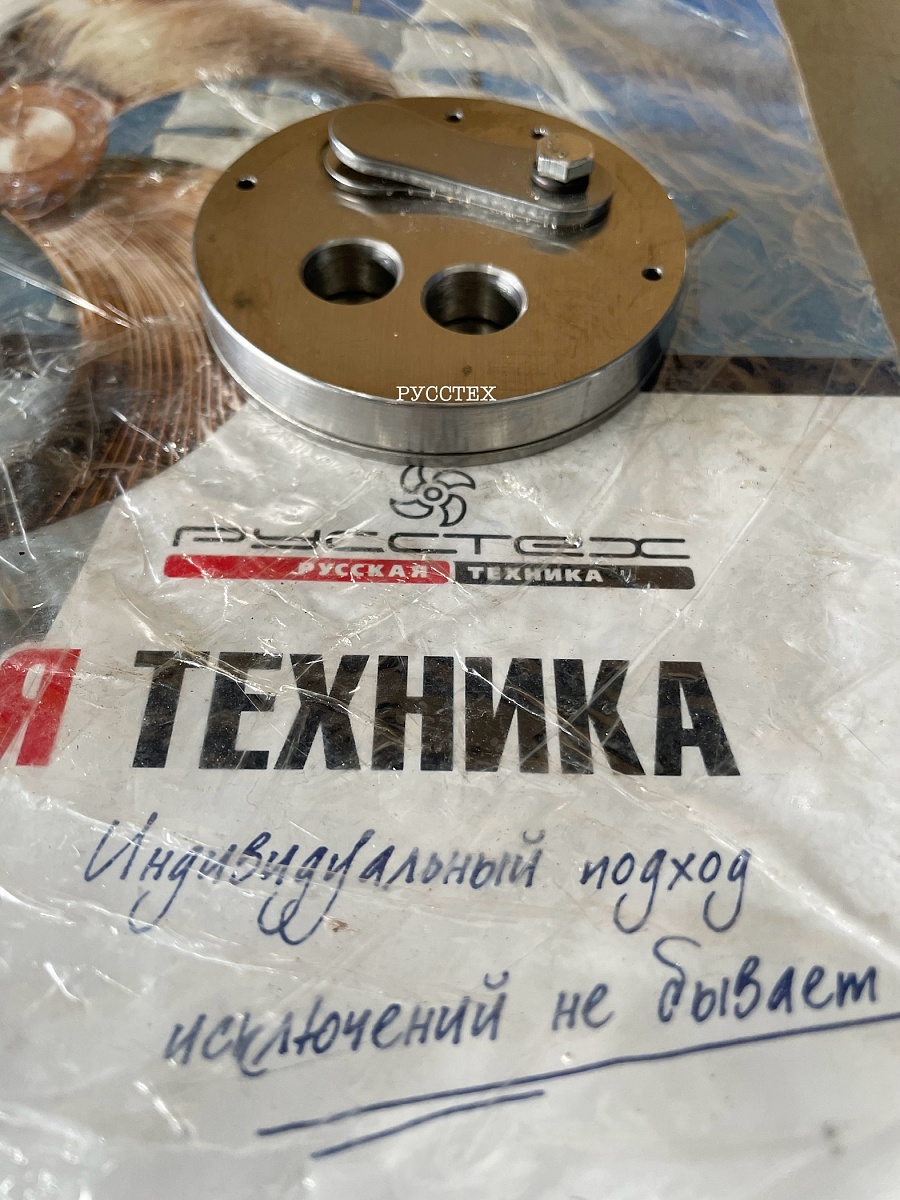 РУССТЕХ
РУССТЕХ
РУССКАЯ ТЕХНИКА
Я ТЕХНИКА
Индивидуальный подход
исключений не бывает